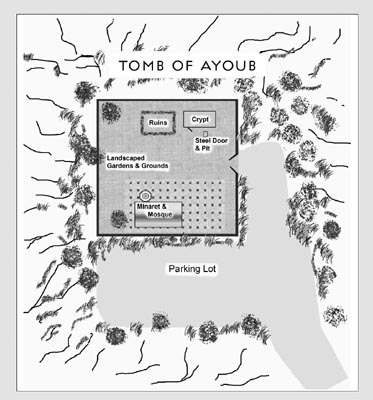 TOMB OF AYOUB
Ruins
Crypt
Steel Door
& Pit
Landscaped
Gardens & Grounds
Minaret &
Mosque
Parking Lot